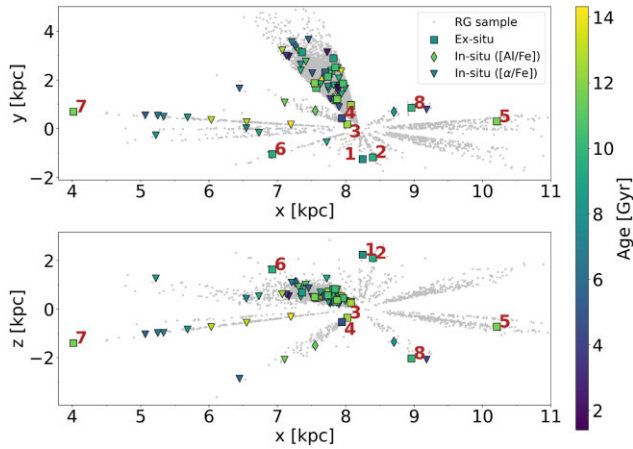 RG sample
Ex-situ
In-situ ([Al/Fe])
In-situ ([α/Fe])
y [kpc]
4
2
0
−2
7
6
4
3
1
2
8
5
4 5 6 7 8 9 10 11
x [kpc]
z [kpc]
2
0
−2
6
1
2
3
4
7
5
8
4 5 6 7 8 9 10 11
x [kpc]
14
12
10
8
6
4
2
Age [Gyr]